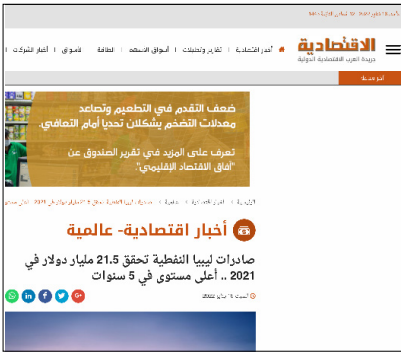 الاقتصادية
جريدة العرب الاقتصادية الدولية
أخبار اقتصادية | تقارير وتحليلات | أسواق الأسهم | الطاقة | الأسواق | أخبار الشركات
ضعف التقدم في التطعيم وتصاعد
معدلات التضخم يشكلان تحديا أمام التعافي.
تعرف على المزيد في تقرير الصندوق عن
"آفاق الاقتصاد الإقليمي".
أخبار اقتصادية- عالمية
صادرات ليبيا النفطية تحقق 21.5 مليار دولار في
2021 .. أعلى مستوى في 5 سنوات